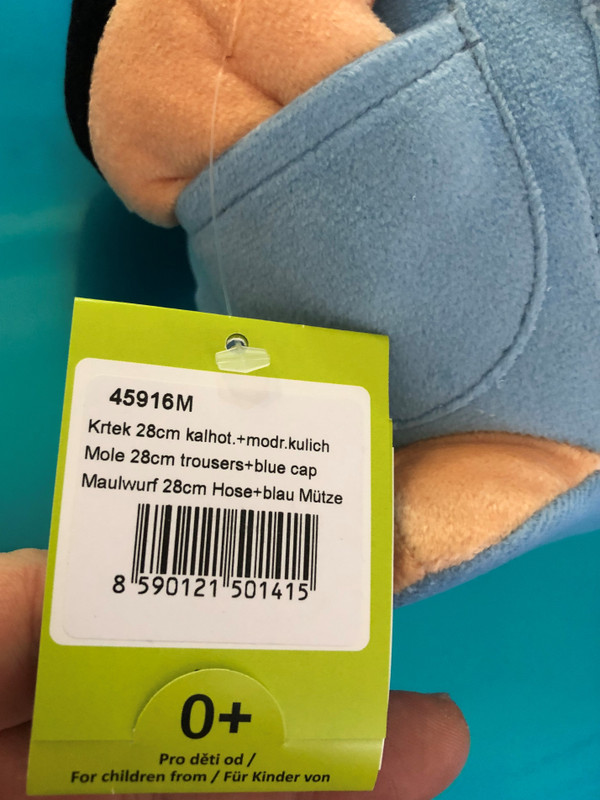 45916M
Krtek 28cm kalhot.+modr.kulich
Mole 28cm trousers+blue cap
Maulwurf 28cm Hose+blau Mütze
8 590121 501415
0+
Pro děti od /
For children from / Für Kinder von